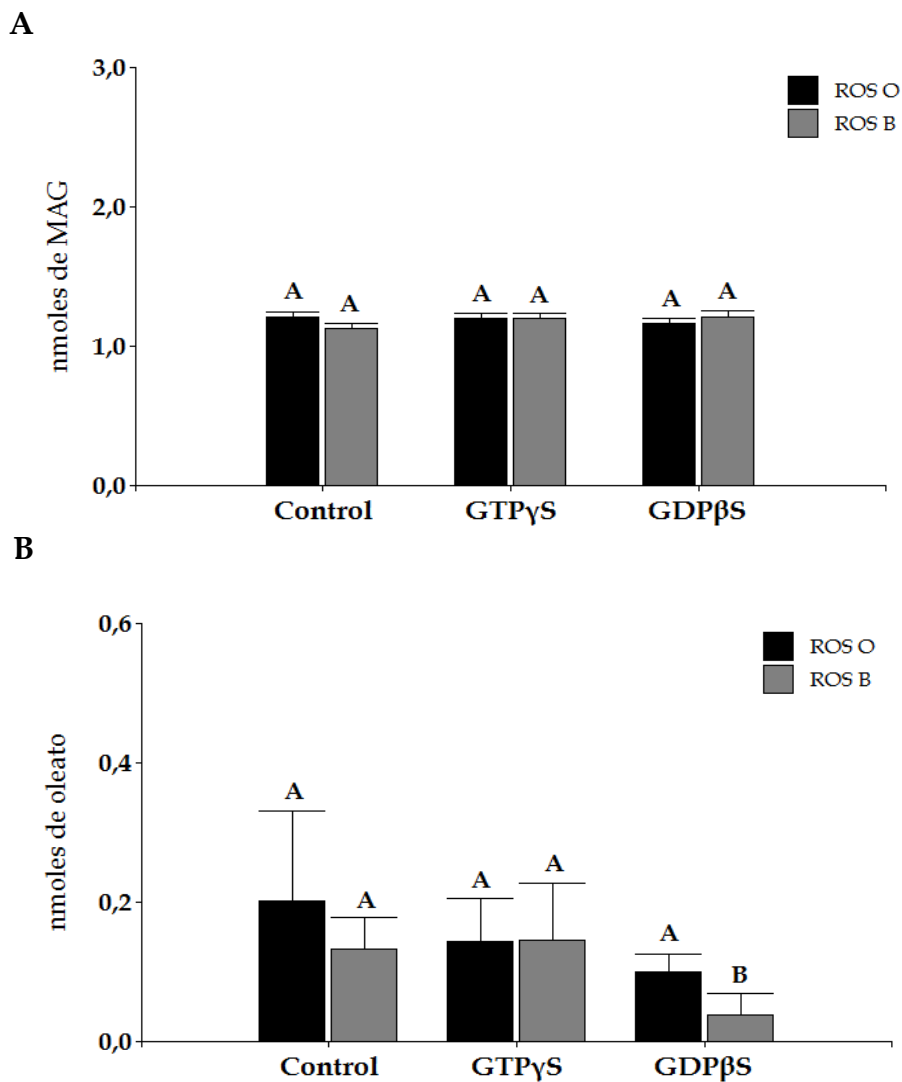 A
3,0
ROS O
ROS B
2,0
nmoles de MAG
A A A A A A
1,0
0,0
Control GTPγS GDPβS
B
0,6
ROS O
ROS B
0,4
nmoles de oleato
A A A A A B
0,2
0,0
Control GTPγS GDPβS